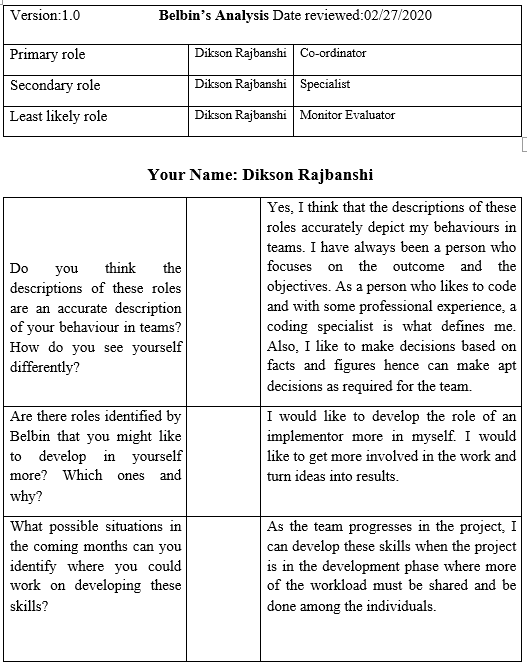 Version:1.0 Belbin's Analysis Date reviewed:02/27/2020
Primary role Dikson Rajbanshi Co-ordinator
Secondary role Dikson Rajbanshi Specialist
Least likely role Dikson Rajbanshi Monitor Evaluator
Your Name: Dikson Rajbanshi
Do you think the
descriptions of these roles
are an accurate description
of your behaviour in teams?
How do you see yourself
differently?
Yes, I think that the descriptions of these
roles accurately depict my behaviours in
teams. I have always been a person who
focuses on the outcome and the
objectives. As a person who likes to code
and with some professional experience, a
coding specialist is what defines me.
Also, I like to make decisions based on
facts and figures hence can make apt
decisions as required for the team.
Are there roles identified by
Belbin that you might like
to develop in yourself
more? Which ones and
why?
I would like to develop the role of an
implementor more in myself. I would
like to get more involved in the work and
turn ideas into results.
What possible situations in
the coming months can you
identify where you could
work on developing these
skills?
As the team progresses in the project, I
can develop these skills when the project
is in the development phase where more
of the workload must be shared and be
done among the individuals.